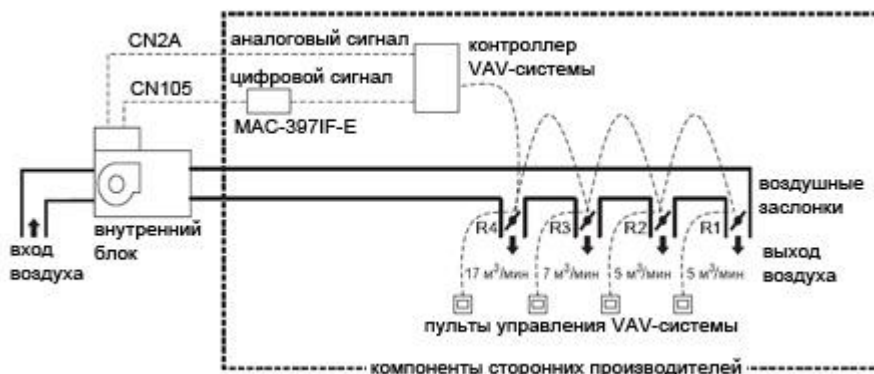 CN2A
аналоговый сигнал
контроллер
VAV-системы
CN105
цифровой сигнал
MAC-397IF-E
воздушные
заслонки
вход
воздуха
внутренний
блок
R4
R3
R2
R1
выход
воздуха
17 м³/мин
7 м³/мин
5 м³/мин
5 м³/мин
пульты управления VAV-системы
компоненты сторонних производителей